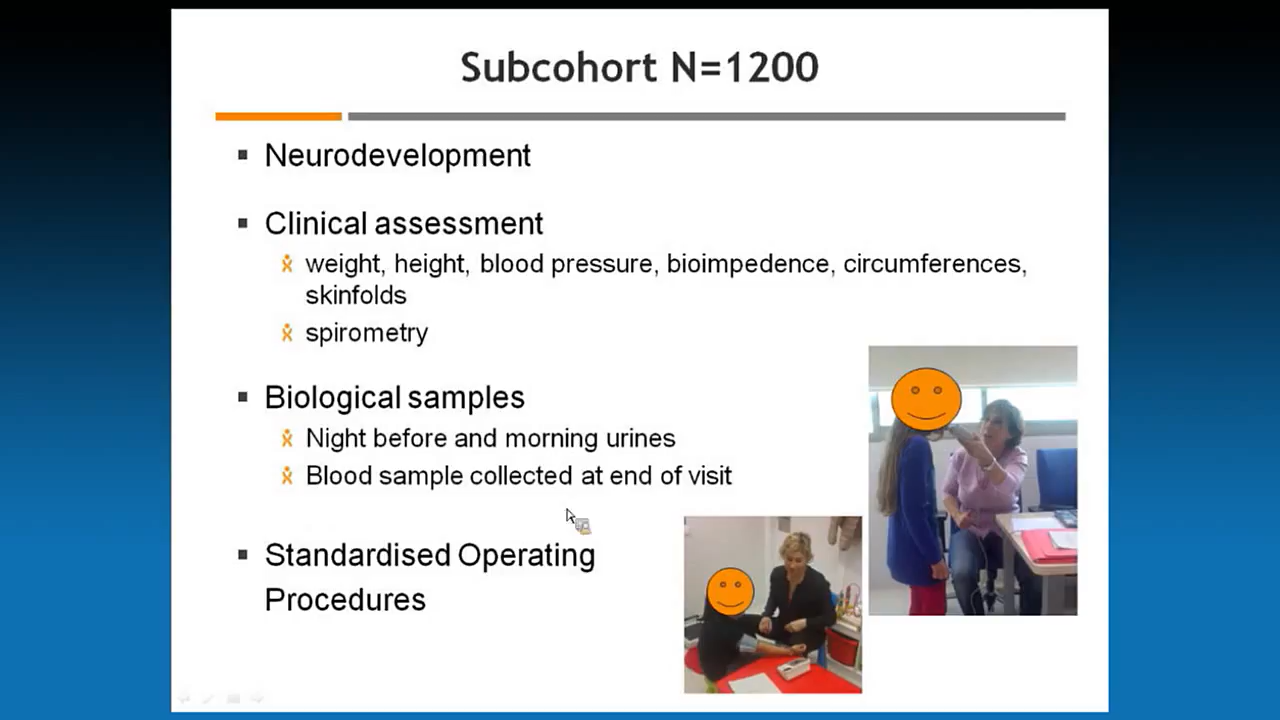 Subcohort N=1200
Neurodevelopment
Clinical assessment
weight, height, blood pressure, bioimpedence, circumferences,
skinfolds
spirometry
Biological samples
Night before and morning urines
Blood sample collected at end of visit
Standardised Operating
Procedures